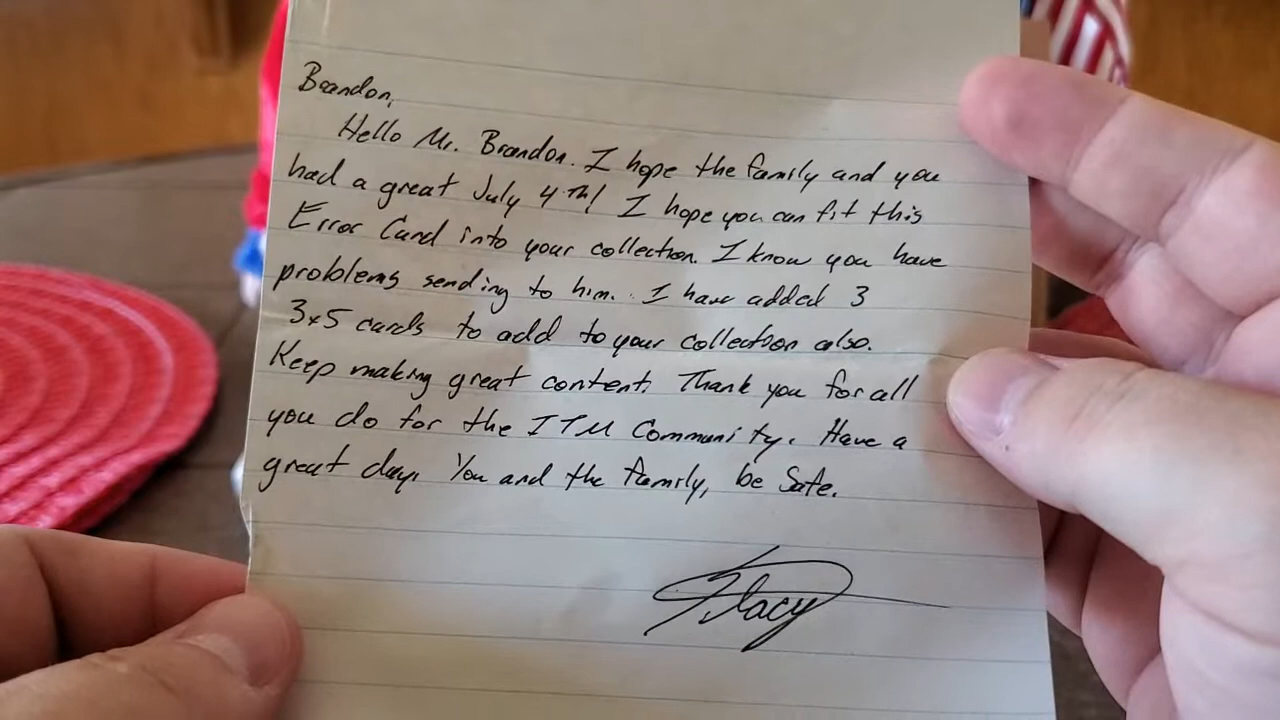 Brandon,
Hello Mr. Brandon. I hope the family and you
had a great July 4th! I hope you can fit this
Error Card into your collection. I know you have
problems sending to him. I have added 3
3x5 cards to add to your collection also.
Keep making great content. Thank you for all
you do for the ITM Community. Have a
great day. You and the family, be safe.
Stacy